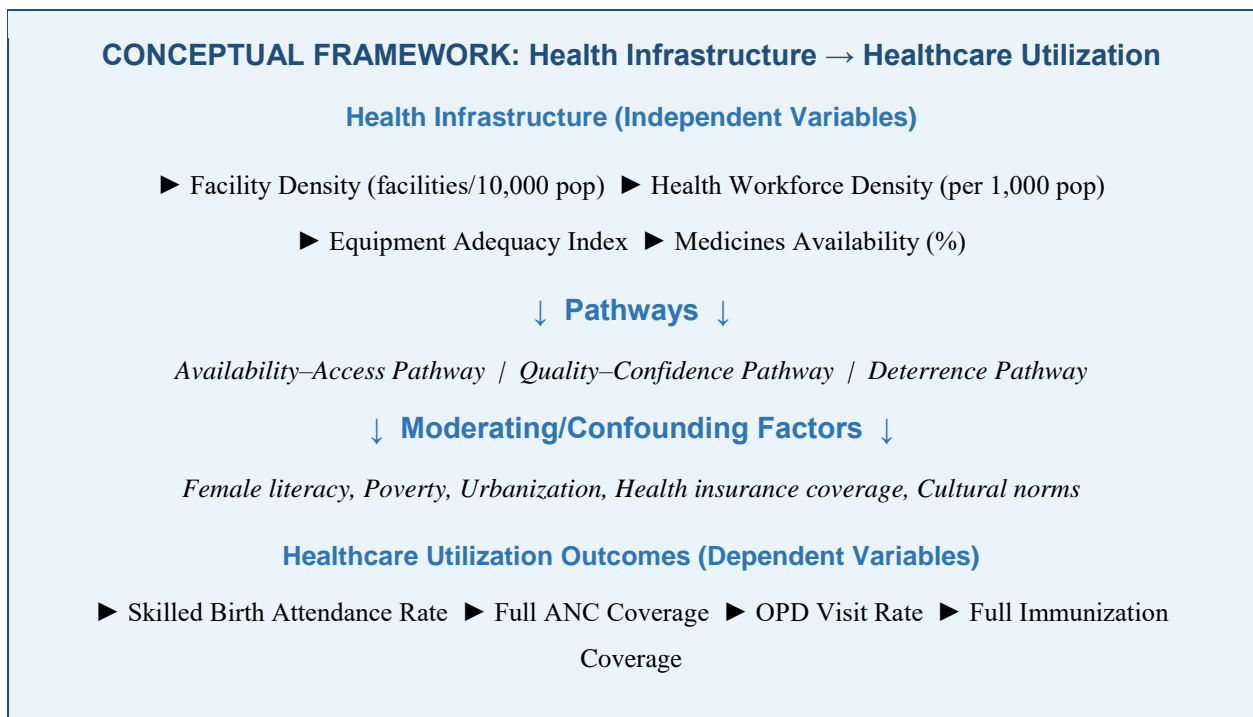 CONCEPTUAL FRAMEWORK: Health Infrastructure → Healthcare Utilization
Health Infrastructure (Independent Variables)
► Facility Density (facilities/10,000 pop) ► Health Workforce Density (per 1,000 pop)
► Equipment Adequacy Index ► Medicines Availability (%)
↓ Pathways ↓
Availability–Access Pathway | Quality–Confidence Pathway | Deterrence Pathway
↓ Moderating/Confounding Factors ↓
Female literacy, Poverty, Urbanization, Health insurance coverage, Cultural norms
Healthcare Utilization Outcomes (Dependent Variables)
► Skilled Birth Attendance Rate ► Full ANC Coverage ► OPD Visit Rate ► Full Immunization
Coverage